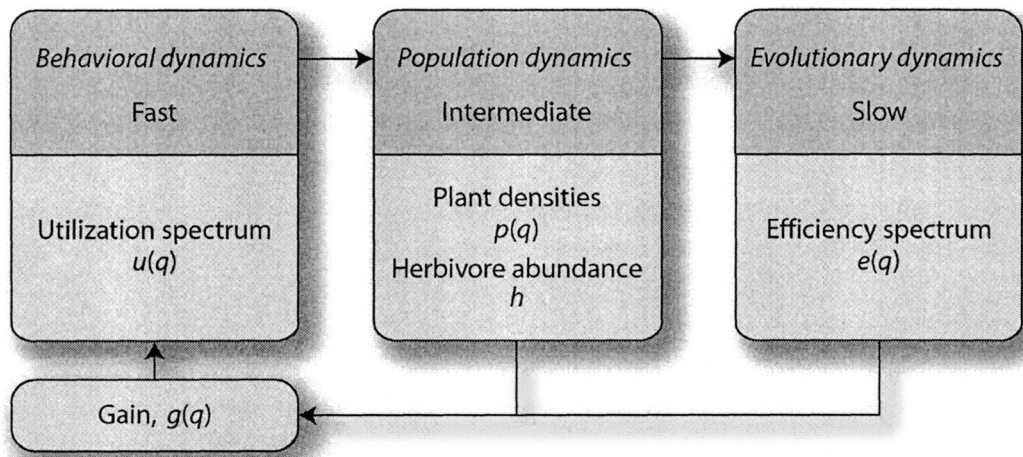 Behavioral dynamics
Fast
Utilization spectrum
u(q)
Population dynamics
Intermediate
Plant densities
p(q)
Herbivore abundance
h
Evolutionary dynamics
Slow
Efficiency spectrum
e(q)
Gain, g(q)